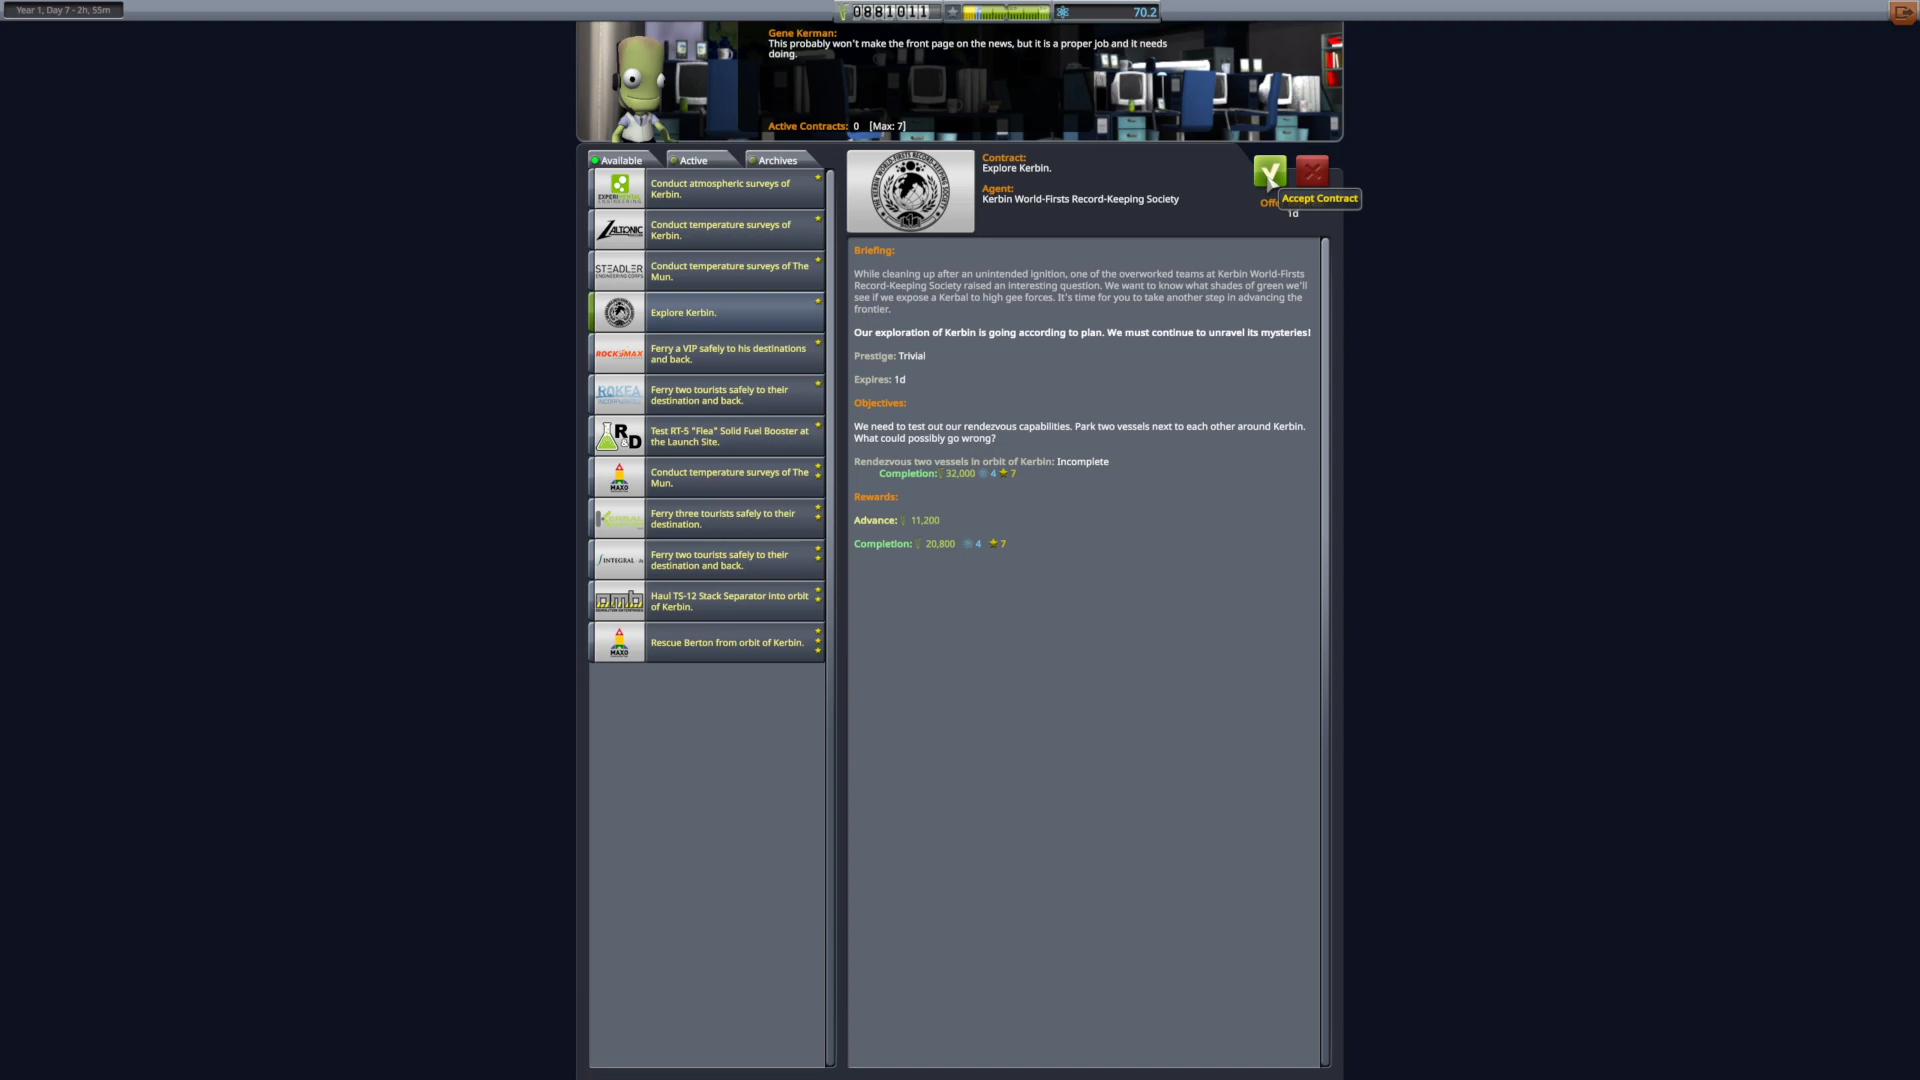 Year 1, Day 7 - 2h, 55m
0881011
70.2
Gene Kerman:
This probably won't make the front page on the news, but it is a proper job and it needs
doing.
Active Contracts: 0 [Max: 7]
Available
Active
Archives
Conduct atmospheric surveys of
Kerbin.
Conduct temperature surveys of
Kerbin.
ZALTONIC
Conduct temperature surveys of The
Mun.
STEADLER
ENGINEERING CORPS
Explore Kerbin.
Ferry a VIP safely to his destinations
and back.
ROCKOMAX
Ferry two tourists safely to their
destination and back.
ROKEA
Test RT-5 "Flea" Solid Fuel Booster at
the Launch Site.
R&D
Conduct temperature surveys of The
Mun.
MAXO
Ferry three tourists safely to their
destination.
KERBAL
Ferry two tourists safely to their
destination and back.
INTEGRAL
Haul TS-12 Stack Separator into orbit
of Kerbin.
Rescue Berton from orbit of Kerbin.
MAXO
Contract:
Explore Kerbin.
Agent:
Kerbin World-Firsts Record-Keeping Society
Accept Contract
1d
Briefing:
While cleaning up after an unintended ignition, one of the overworked teams at Kerbin World-Firsts
Record-Keeping Society raised an interesting question. We want to know what shades of green we'll
see if we expose a Kerbal to high gee forces. It's time for you to take another step in advancing the
frontier.
Our exploration of Kerbin is going according to plan. We must continue to unravel its mysteries!
Prestige: Trivial
Expires: 1d
Objectives:
We need to test out our rendezvous capabilities. Park two vessels next to each other around Kerbin.
What could possibly go wrong?
Rendezvous two vessels in orbit of Kerbin: Incomplete
Completion: 32,000 4 7
Rewards:
Advance: 11,200
Completion: 20,800 4 7